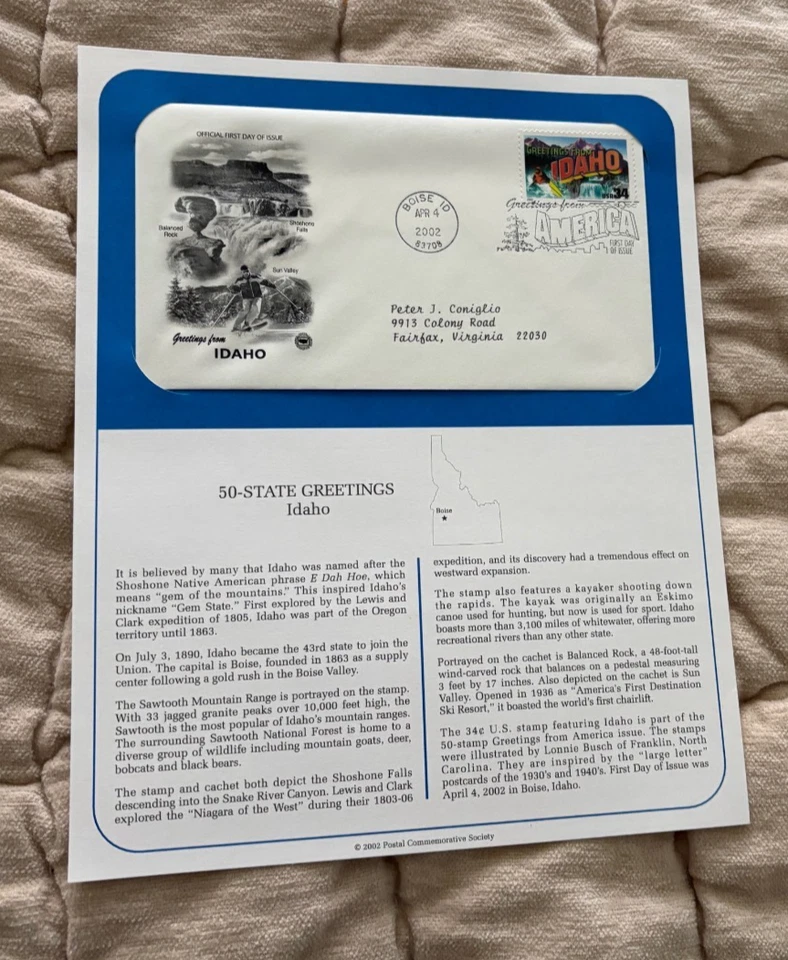 OFFICIAL FIRST DAY OF ISSUE
Balanced
Rock
Shoshone
Falls
Sun Valley
Greetings from
IDAHO
BOISE ID
APR 4
2002
83708
GREETINGS FROM
IDAHO
USA 34
Greetings from
AMERICA
FIRST DAY
OF ISSUE
Peter J. Coniglio
9913 Colony Road
Fairfax, Virginia 22030
50-STATE GREETINGS
Idaho
Boise
It is believed by many that Idaho was named after the
Shoshone Native American phrase E Dah Hoe, which
means "gem of the mountains." This inspired Idaho's
nickname "Gem State." First explored by the Lewis and
Clark expedition of 1805, Idaho was part of the Oregon
territory until 1863.
On July 3, 1890, Idaho became the 43rd state to join the
Union. The capital is Boise, founded in 1863 as a supply
center following a gold rush in the Boise Valley.
The Sawtooth Mountain Range is portrayed on the stamp.
With 33 jagged granite peaks over 10,000 feet high, the
Sawtooth is the most popular of Idaho's mountain ranges.
The surrounding Sawtooth National Forest is home to a
diverse group of wildlife including mountain goats, deer,
bobcats and black bears.
The stamp and cachet both depict the Shoshone Falls
descending into the Snake River Canyon. Lewis and Clark
explored the "Niagara of the West" during their 1803-06
expedition, and its discovery had a tremendous effect on
westward expansion.
The stamp also features a kayaker shooting down
the rapids. The kayak was originally an Eskimo
canoe used for hunting, but now is used for sport. Idaho
boasts more than 3,100 miles of whitewater, offering more
recreational rivers than any other state.
Portrayed on the cachet is Balanced Rock, a 48-foot-tall
wind-carved rock that balances on a pedestal measuring
3 feet by 17 inches. Also depicted on the cachet is Sun
Valley. Opened in 1936 as "America's First Destination
Ski Resort," it boasted the world's first chairlift.
The 34¢ U.S. stamp featuring Idaho is part of the
50-stamp Greetings from America issue. The stamps
were illustrated by Lonnie Busch of Franklin, North
Carolina. They are inspired by the "large letter"
postcards of the 1930's and 1940's. First Day of Issue was
April 4, 2002 in Boise, Idaho.
© 2002 Postal Commemorative Society